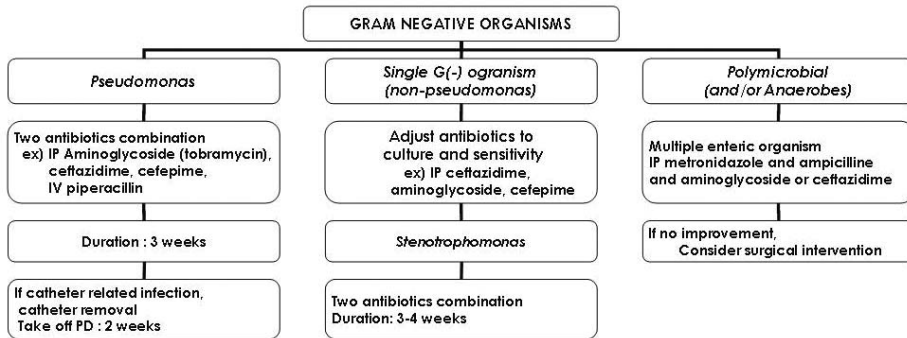 GRAM NEGATIVE ORGANISMS
Pseudomonas
Two antibiotics combination
ex) IP Aminoglycoside (tobramycin),
ceftazidime, cefepime,
IV piperacillin
Duration : 3 weeks
If catheter related infection,
catheter removal
Take off PD : 2 weeks
Single G(-) ogranism
(non-pseudomonas)
Adjust antibiotics to
culture and sensitivity
ex) IP ceftazidime,
aminoglycoside, cefepime
Stenotrophomonas
Two antibiotics combination
Duration: 3-4 weeks
Polymicrobial
(and/or Anaerobes)
Multiple enteric organism
IP metronidazole and ampicilline
and aminoglycoside or ceftazidime
If no improvement,
Consider surgical intervention